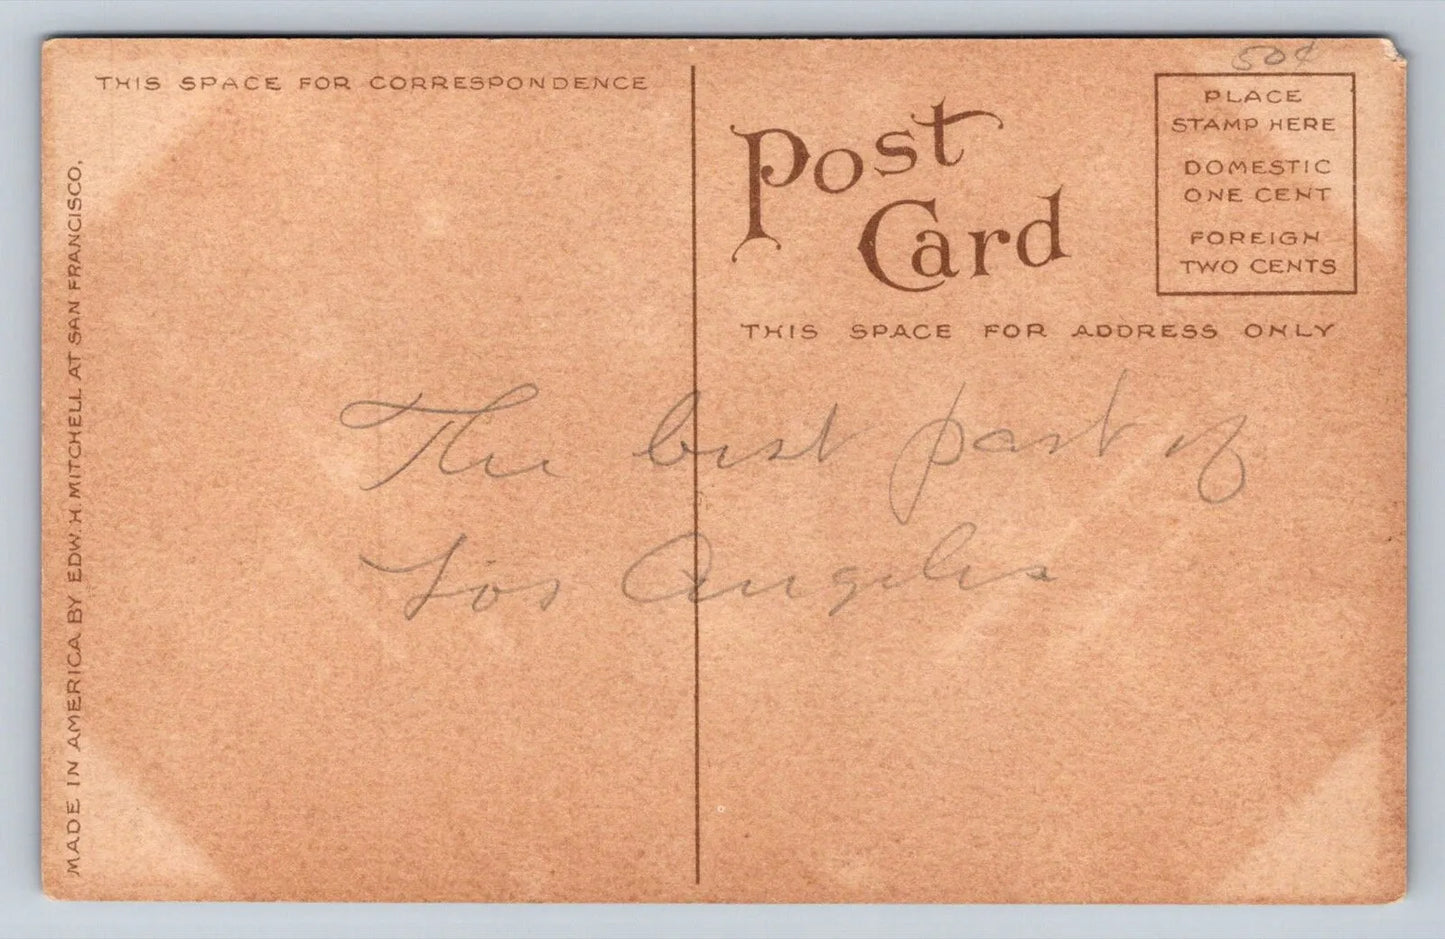 THIS SPACE FOR CORRESPONDENCE
MADE IN AMERICA BY EDW. H. MITCHELL AT SAN FRANCISCO.
50¢
PLACE
STAMP HERE
DOMESTIC
ONE CENT
FOREIGN
TWO CENTS
Post
Card
THIS SPACE FOR ADDRESS ONLY
The best part of
Los Angeles